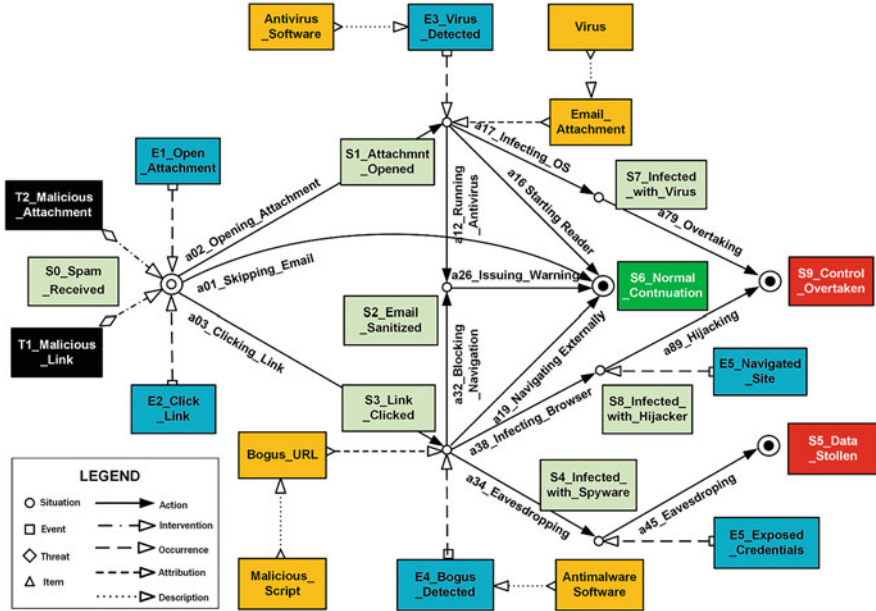 Antivirus
_Software
E3_Virus
_Detected
Virus
Email_
Attachment
E1_Open
_Attachment
S1_Attachmnt
_Opened
a17_Infecting_OS
S7_Infected
_with_Virus
T2_Malicious
_Attachment
a02_Opening_Attachment
a12_Running
_Antivirus
a16 Starting Reader
a79_Overtaking
S0_Spam
_Received
a01_Skipping_Email
a26_Issuing_Warning
S6_Normal
_Contnuation
S9_Control
_Overtaken
T1_Malicious
_Link
a03_Clicking_Link
S2_Email
_Sanitized
a32_Blocking
_Navigation
a19_Navigating Externally
a89_Hijacking
E2_Click
_Link
S3_Link
_Clicked
a38_Infecting_Browser
E5_Navigated
_Site
S8_Infected_
with_Hijacker
Bogus_URL
S5_Data
_Stollen
a34_Eavesdropping
S4_Infected_
with_Spyware
a45_Eavesdroping
Malicious_
Script
E4_Bogus
_Detected
Antimalware
Software
E5_Exposed
_Credentials
LEGEND
Situation
Action
Event
Intervention
Threat
Occurrence
Item
Attribution
Description